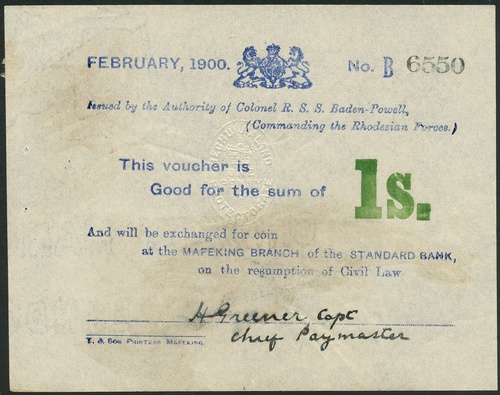 FEBRUARY, 1900. No. B 6550
Issued by the Authority of Colonel R. S. S. Baden-Powell,
(Commanding the Rhodesian Forces.)
This voucher is
Good for the sum of 1s.
And will be exchanged for coin
at the MAFEKING BRANCH of the STANDARD BANK,
on the resumption of Civil Law.
H Greener, Capt
Chief Paymaster
T. & Son Printers Mafeking.